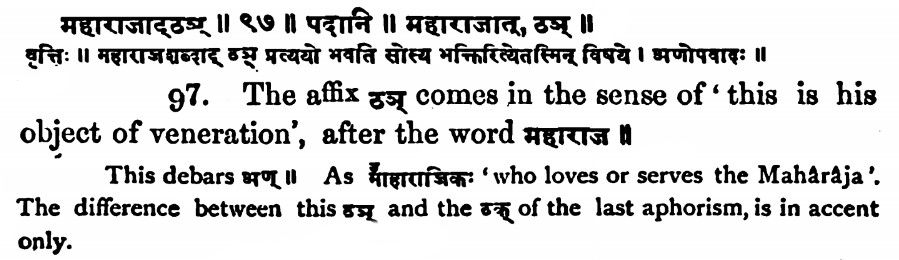 महाराजाद्ठञ् ॥ ९७ ॥ पदानि ॥ महाराजात्, ठञ् ॥
वृत्तिः ॥ महाराजशब्दाद् ठञ् प्रत्ययो भवति सोस्य भक्तिरित्येतस्मिन् विषये । अणोपवादः ॥
97. The affix ठञ् comes in the sense of ‘this is his
object of veneration’, after the word महाराज ॥
This debars अण् ॥ As माँहाराजिकः ‘who loves or serves the Mahârâja’.
The difference between this ठञ् and the ठक् of the last aphorism, is in accent
only.